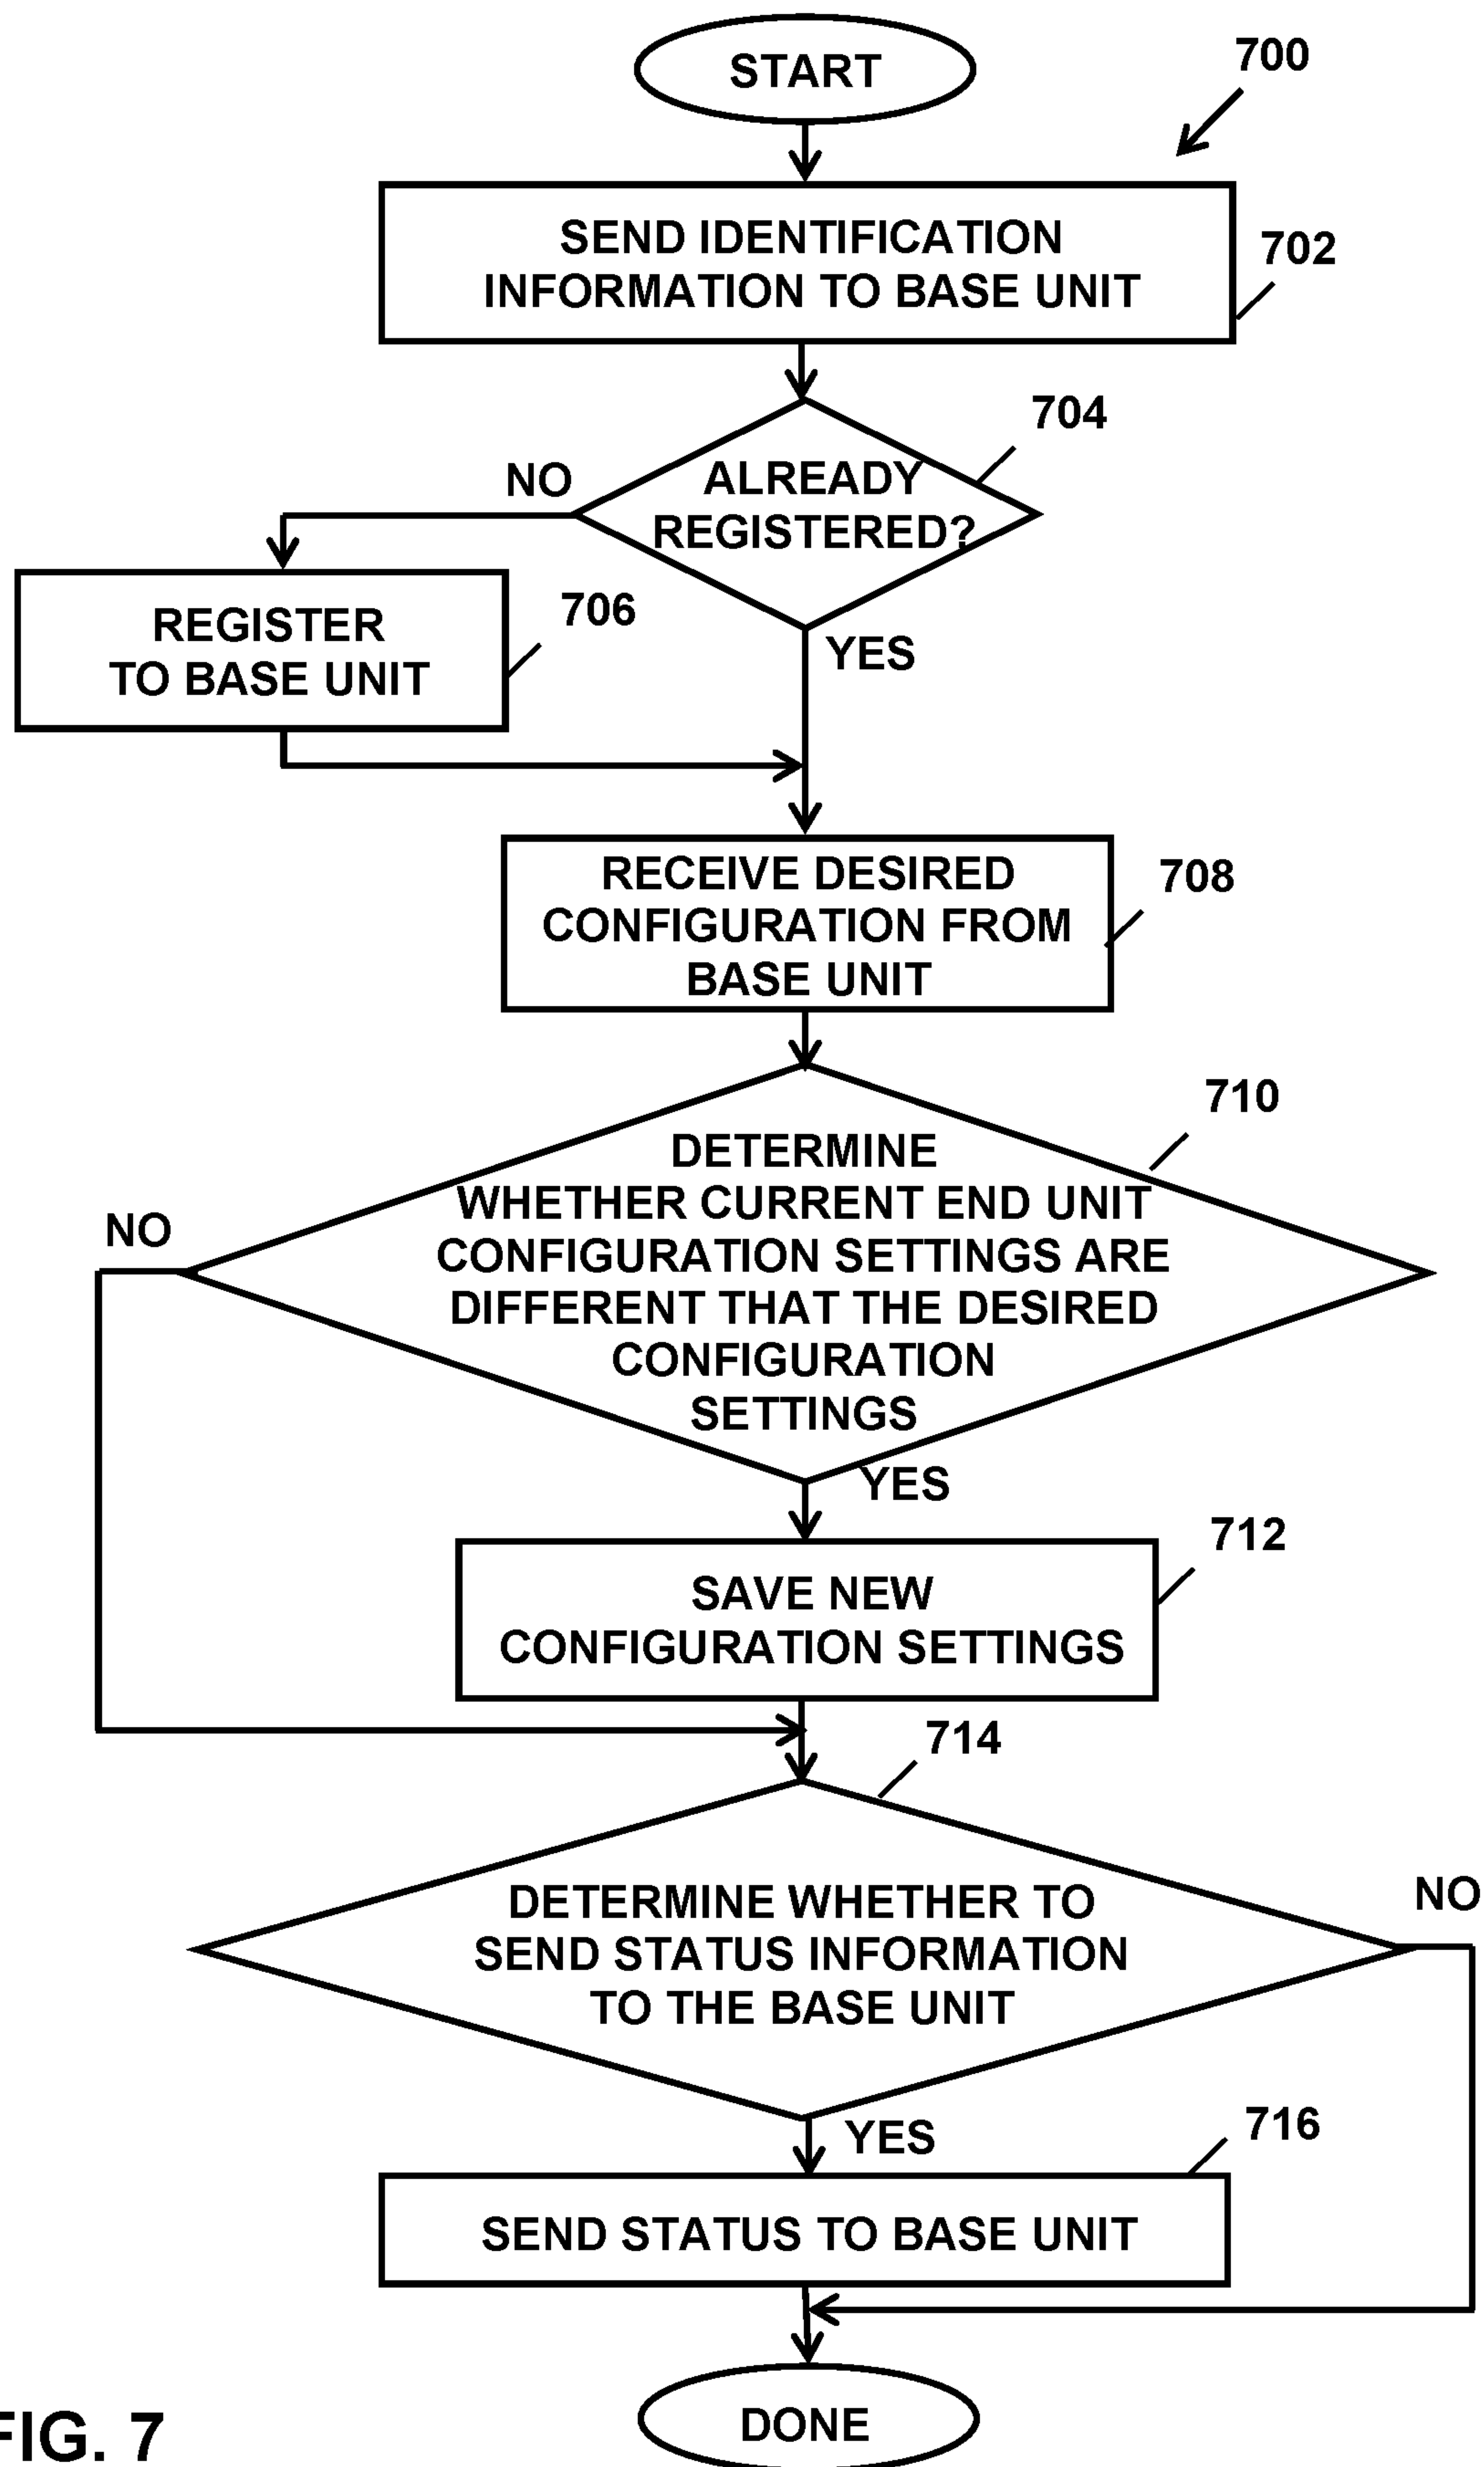 START
700
SEND IDENTIFICATION
INFORMATION TO BASE UNIT
702
704
ALREADY
REGISTERED?
NO
YES
REGISTER
TO BASE UNIT
706
RECEIVE DESIRED
CONFIGURATION FROM
BASE UNIT
708
710
DETERMINE
WHETHER CURRENT END UNIT
CONFIGURATION SETTINGS ARE
DIFFERENT THAT THE DESIRED
CONFIGURATION
SETTINGS
NO
YES
712
SAVE NEW
CONFIGURATION SETTINGS
714
DETERMINE WHETHER TO
SEND STATUS INFORMATION
TO THE BASE UNIT
NO
YES
716
SEND STATUS TO BASE UNIT
DONE
FIG. 7